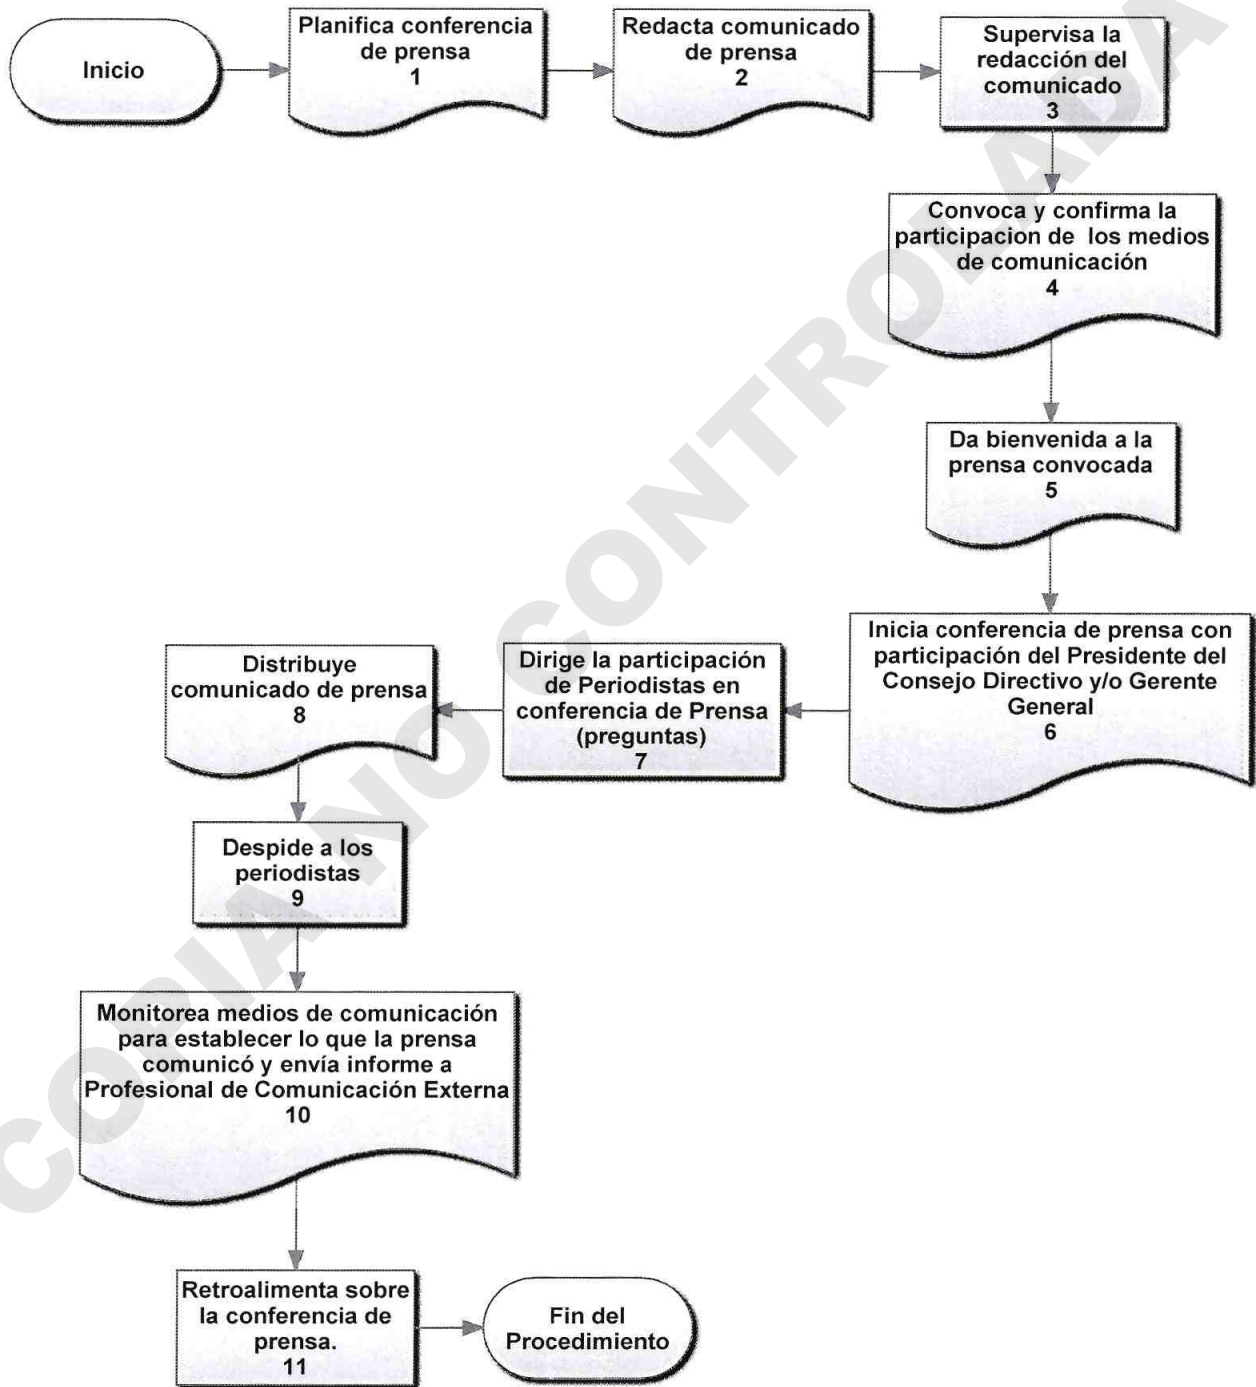 Inicio
Planifica conferencia
de prensa
1
Redacta comunicado
de prensa
2
Supervisa la
redacción del
comunicado
3
Convoca y confirma la
participacion de los medios
de comunicación
4
Da bienvenida a la
prensa convocada
5
Inicia conferencia de prensa con
participación del Presidente del
Consejo Directivo y/o Gerente
General
6
Dirige la participación
de Periodistas en
conferencia de Prensa
(preguntas)
7
Distribuye
comunicado de prensa
8
Despide a los
periodistas
9
Monitorea medios de comunicación
para establecer lo que la prensa
comunicó y envía informe a
Profesional de Comunicación Externa
10
Retroalimenta sobre
la conferencia de
prensa.
11
Fin del
Procedimiento
COPIA NO CONTROLADA